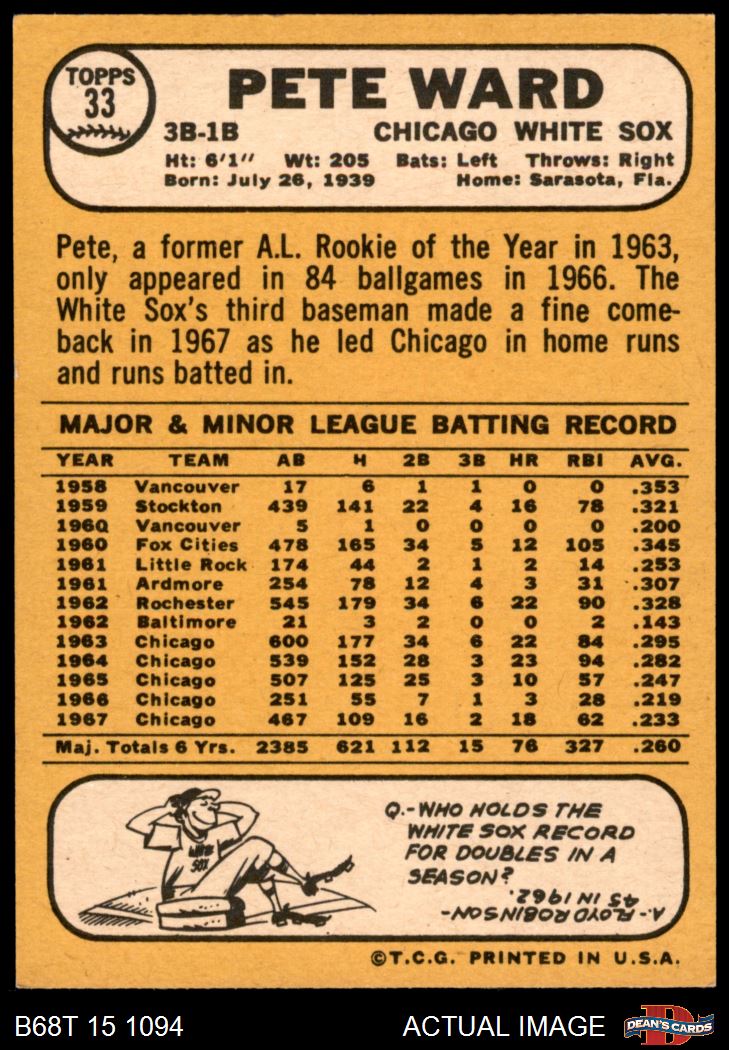 TOPPS
33
PETE WARD
3B-1B CHICAGO WHITE SOX
Ht: 6'1" Wt: 205 Bats: Left Throws: Right
Born: July 26, 1939 Home: Sarasota, Fla.
Pete, a former A.L. Rookie of the Year in 1963,
only appeared in 84 ballgames in 1966. The
White Sox's third baseman made a fine come-
back in 1967 as he led Chicago in home runs
and runs batted in.
MAJOR & MINOR LEAGUE BATTING RECORD
YEAR TEAM AB H 2B 3B HR RBI AVG.
1958 Vancouver 17 6 1 1 0 0 .353
1959 Stockton 439 141 22 4 16 78 .321
1960 Vancouver 5 1 0 0 0 0 .200
1960 Fox Cities 478 165 34 5 12 105 .345
1961 Little Rock 174 44 2 1 2 14 .253
1961 Ardmore 254 78 12 4 3 31 .307
1962 Rochester 545 179 34 6 22 90 .328
1962 Baltimore 21 3 2 0 0 2 .143
1963 Chicago 600 177 34 6 22 84 .295
1964 Chicago 539 152 28 3 23 94 .282
1965 Chicago 507 125 25 3 10 57 .247
1966 Chicago 251 55 7 1 3 28 .219
1967 Chicago 467 109 16 2 18 62 .233
Maj. Totals 6 Yrs. 2385 621 112 15 76 327 .260
WHITE
SOX
Q.-WHO HOLDS THE
WHITE SOX RECORD
FOR DOUBLES IN A
SEASON?
A.-FLOYD ROBINSON-
45 IN 1962.
©T.C.G. PRINTED IN U.S.A.
B68T 15 1094 ACTUAL IMAGE
D
DEAN'S CARDS